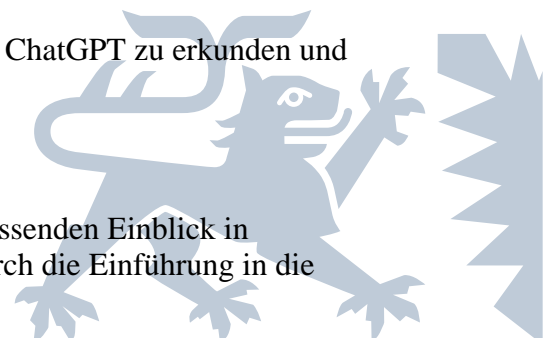 ChatGPT zu erkunden und
ssenden Einblick in
rch die Einführung in die